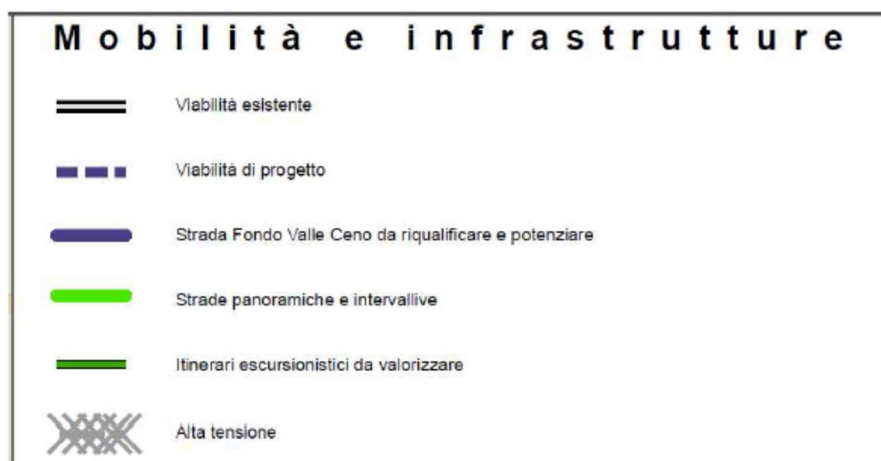 Mobilità e infrastrutture
Viabilità esistente
Viabilità di progetto
Strada Fondo Valle Ceno da riqualificare e potenziare
Strade panoramiche e intervallive
Itinerari escursionistici da valorizzare
Alta tensione